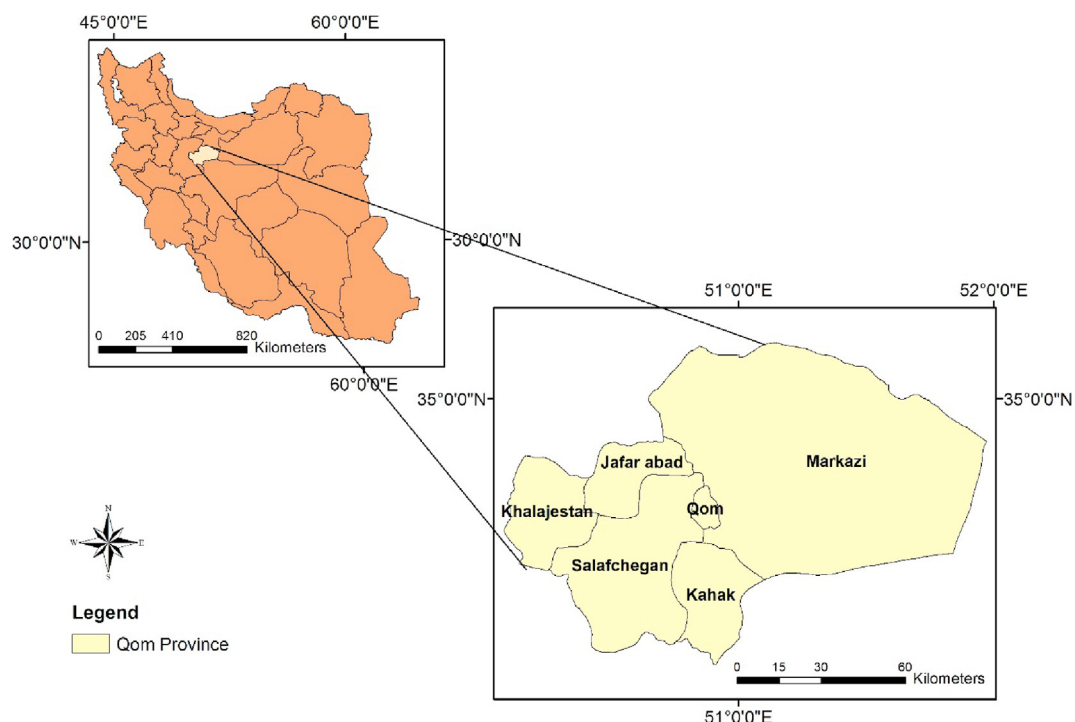 45°0'0"E 60°0'0"E
30°0'0"N 30°0'0"N
0 205 410 820
Kilometers
60°0'0"E
51°0'0"E 52°0'0"E
35°0'0"N 35°0'0"N
Jafar abad
Markazi
Khalajestan
Qom
Salafchegan
Kahak
0 15 30 60
Kilometers
51°0'0"E
N
W E
S
Legend
Qom Province